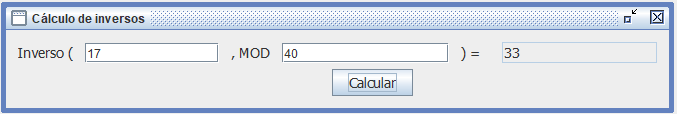 Cálculo de inversos
Inverso ( 17 , MOD 40 ) = 33
Calcular